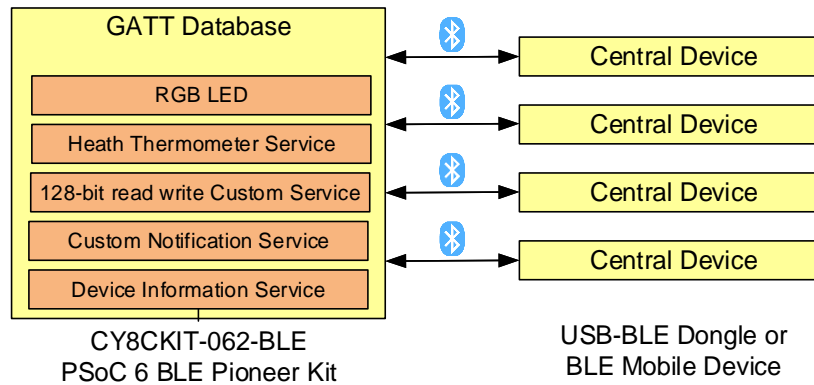 GATT Database
RGB LED
Heath Thermometer Service
128-bit read write Custom Service
Custom Notification Service
Device Information Service
CY8CKIT-062-BLE
PSoC 6 BLE Pioneer Kit
Central Device
Central Device
Central Device
Central Device
USB-BLE Dongle or
BLE Mobile Device